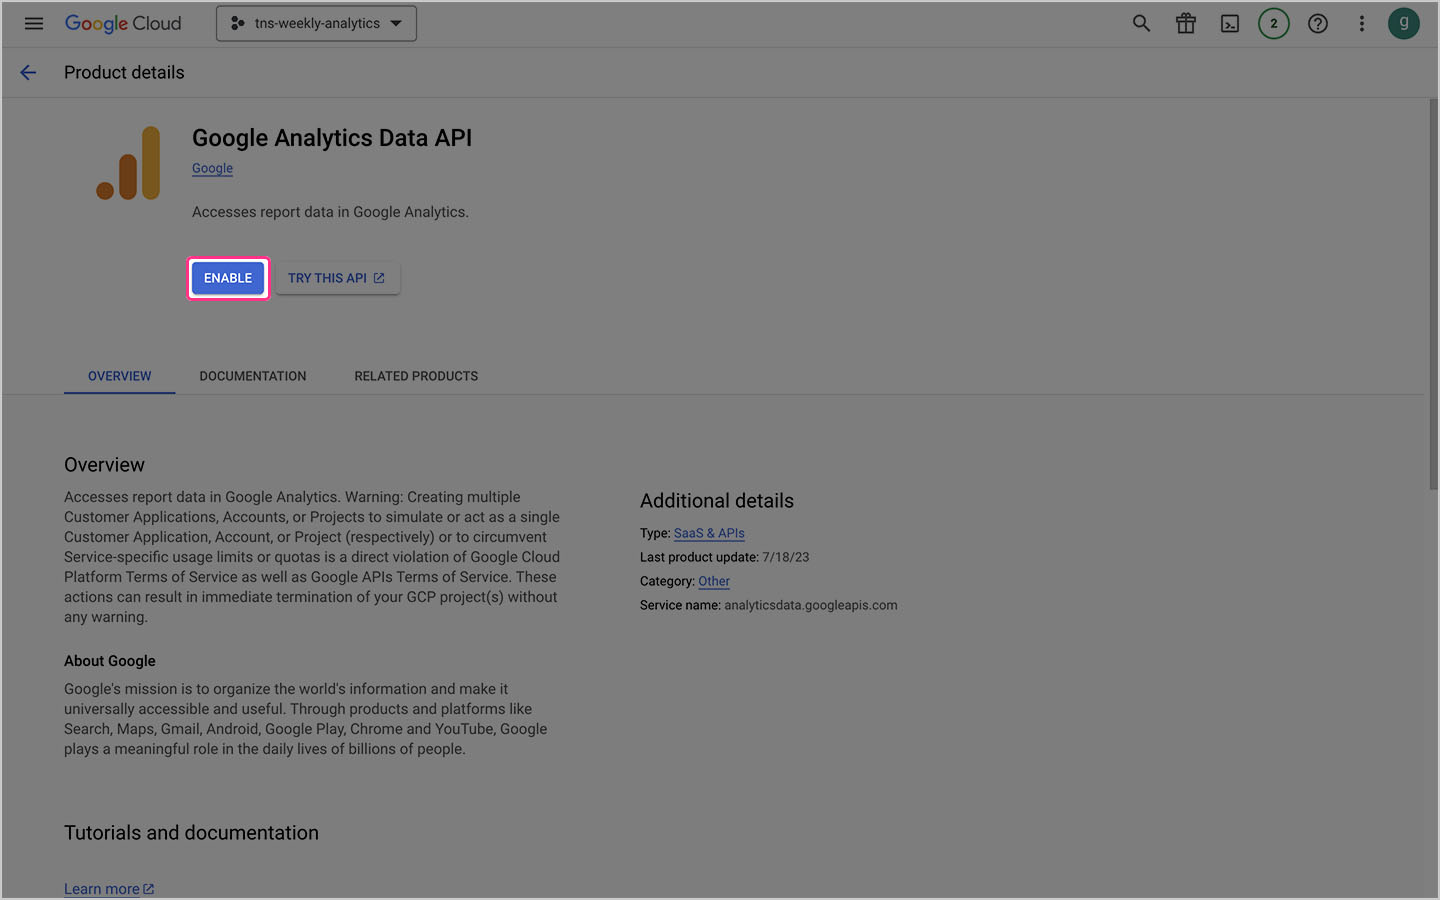 Google Cloud
tns-weekly-analytics
2
g
Product details
Google Analytics Data API
Google
Accesses report data in Google Analytics.
ENABLE
TRY THIS API
OVERVIEW
DOCUMENTATION
RELATED PRODUCTS
Overview
Accesses report data in Google Analytics. Warning: Creating multiple
Customer Applications, Accounts, or Projects to simulate or act as a single
Customer Application, Account, or Project (respectively) or to circumvent
Service-specific usage limits or quotas is a direct violation of Google Cloud
Platform Terms of Service as well as Google APIs Terms of Service. These
actions can result in immediate termination of your GCP project(s) without
any warning.
About Google
Google's mission is to organize the world's information and make it
universally accessible and useful. Through products and platforms like
Search, Maps, Gmail, Android, Google Play, Chrome and YouTube, Google
plays a meaningful role in the daily lives of billions of people.
Additional details
Type: SaaS & APIs
Last product update: 7/18/23
Category: Other
Service name: analyticsdata.googleapis.com
Tutorials and documentation
Learn more